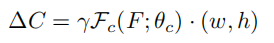 ΔC = γℱ_c(F; θ_c) · (w, h)